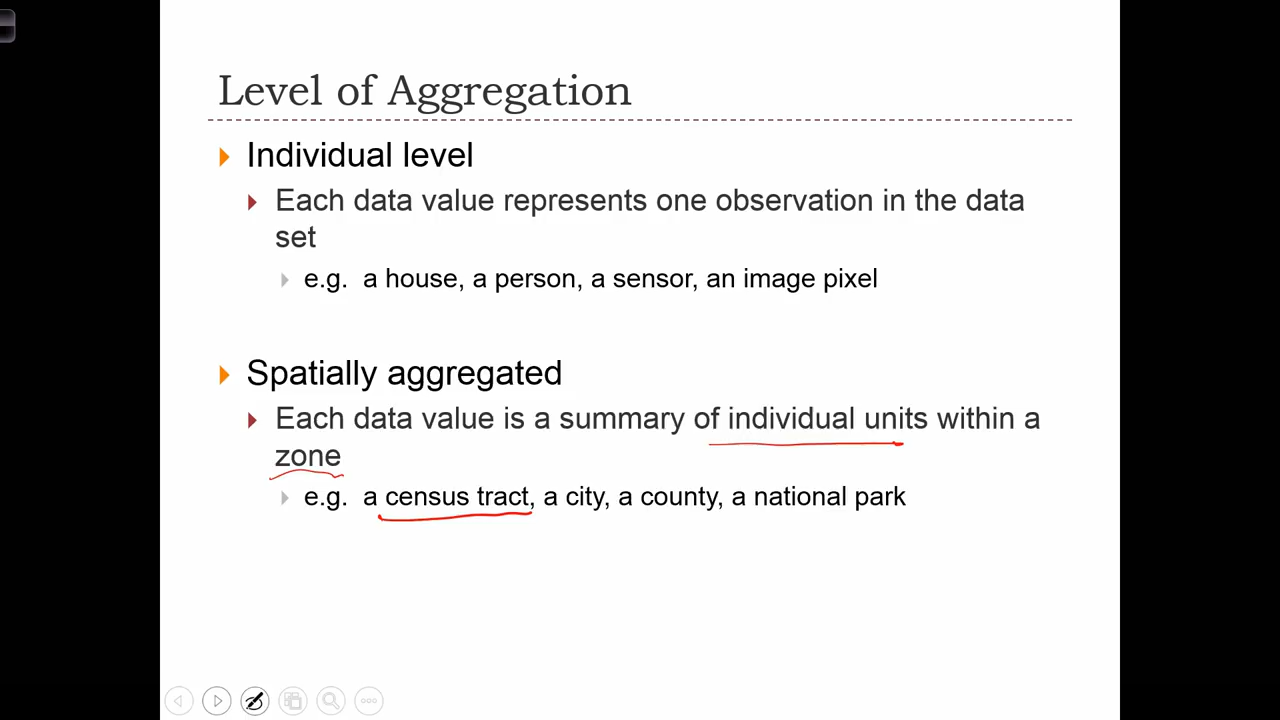 Level of Aggregation
Individual level
Each data value represents one observation in the data
set
e.g. a house, a person, a sensor, an image pixel
Spatially aggregated
Each data value is a summary of individual units within a
zone
e.g. a census tract, a city, a county, a national park